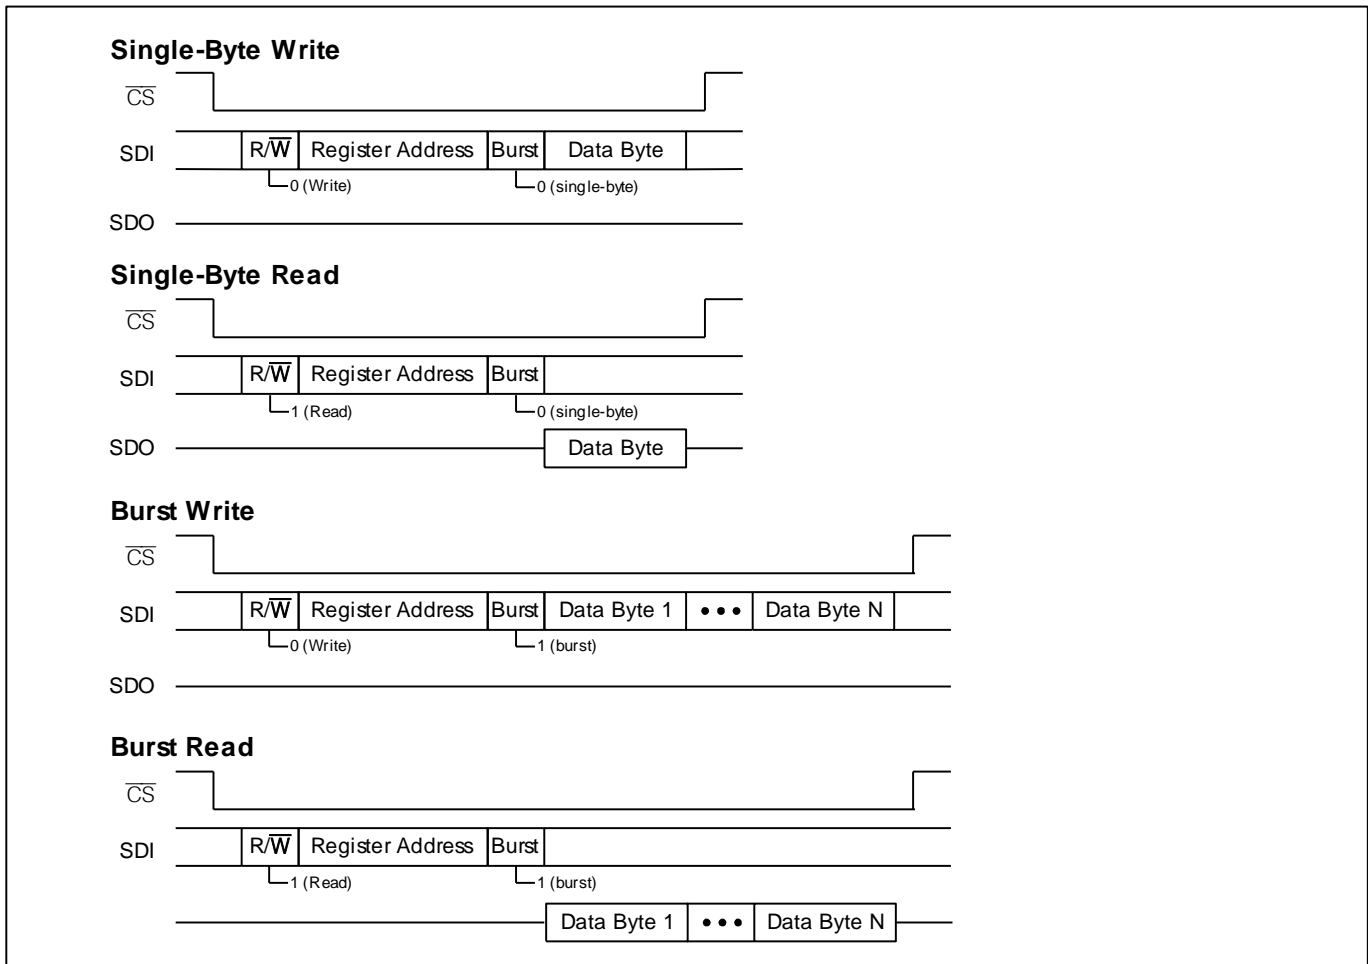 Single-Byte Write
CS
SDI R/W Register Address Burst Data Byte
0 (Write) 0 (single-byte)
SDO
Single-Byte Read
CS
SDI R/W Register Address Burst
1 (Read) 0 (single-byte)
SDO Data Byte
Burst Write
CS
SDI R/W Register Address Burst Data Byte 1 ••• Data Byte N
0 (Write) 1 (burst)
SDO
Burst Read
CS
SDI R/W Register Address Burst
1 (Read) 1 (burst)
Data Byte 1 ••• Data Byte N